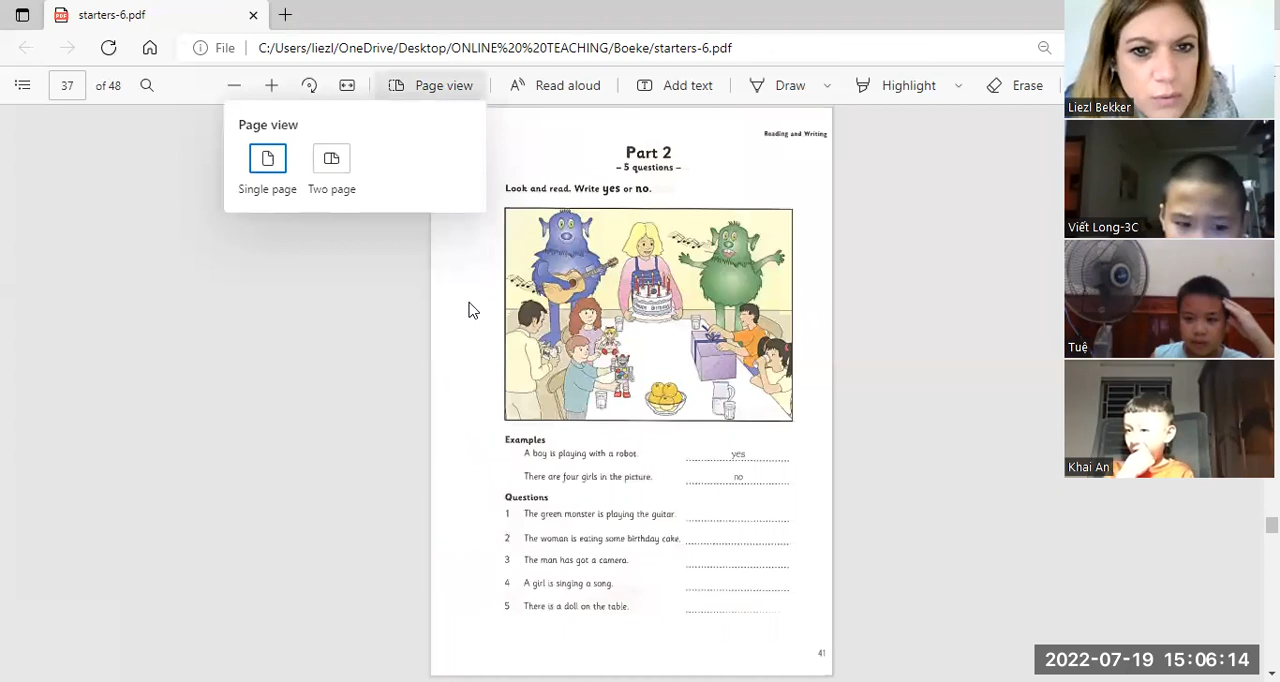 starters-6.pdf
File
C:/Users/liezl/OneDrive/Desktop/ONLINE%20%20TEACHING/Boeke/starters-6.pdf
37 of 48
Page view
Read aloud
Add text
Draw
Highlight
Erase
Page view
Single page
Two page
Reading and Writing
Part 2
– 5 questions –
Look and read. Write yes or no.
Examples
A boy is playing with a robot. yes
There are four girls in the picture. no
Questions
1 The green monster is playing the guitar.
2 The woman is eating some birthday cake.
3 The man has got a camera.
4 A girl is singing a song.
5 There is a doll on the table.
41
Liezl Bekker
Viết Long-3C
Tuệ
Khai An
2022-07-19 15:06:14